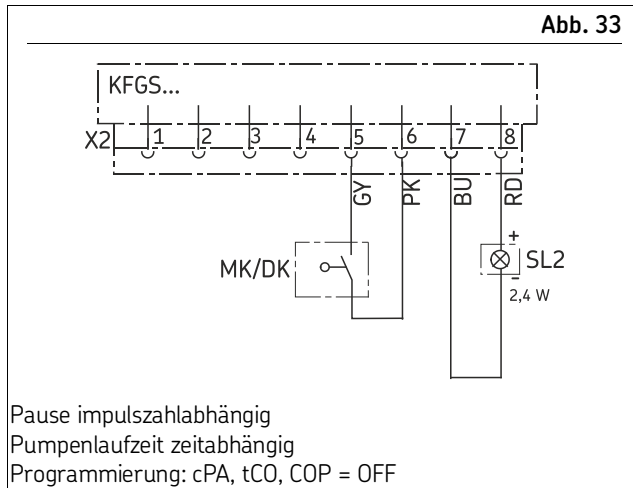 Abb. 33
KFGS...
X2 1 2 3 4 5 6 7 8
GY PK BU RD
MK/DK
+
SL2
-
2,4 W
Pause impulszahlabhängig
Pumpenlaufzeit zeitabhängig
Programmierung: cPA, tCO, COP = OFF